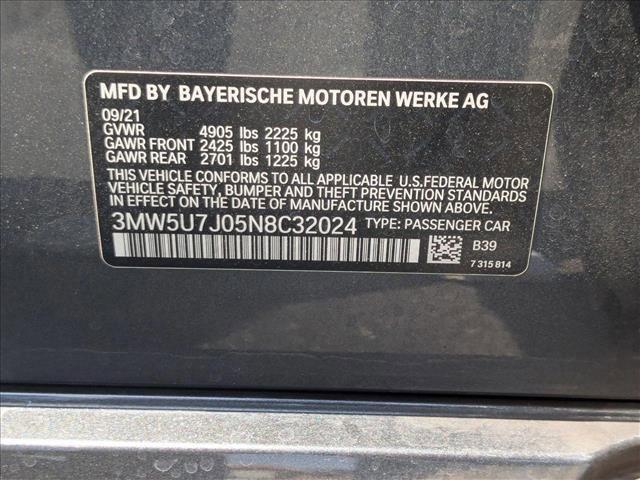 MFD BY BAYERISCHE MOTOREN WERKE AG
09/21
GVWR 4905 lbs 2225 kg
GAWR FRONT 2425 lbs 1100 kg
GAWR REAR 2701 lbs 1225 kg
THIS VEHICLE CONFORMS TO ALL APPLICABLE U.S.FEDERAL MOTOR
VEHICLE SAFETY, BUMPER AND THEFT PREVENTION STANDARDS
IN EFFECT ON THE DATE OF MANUFACTURE SHOWN ABOVE.
3MW5U7J05N8C32024 TYPE: PASSENGER CAR
B39
7 315 814